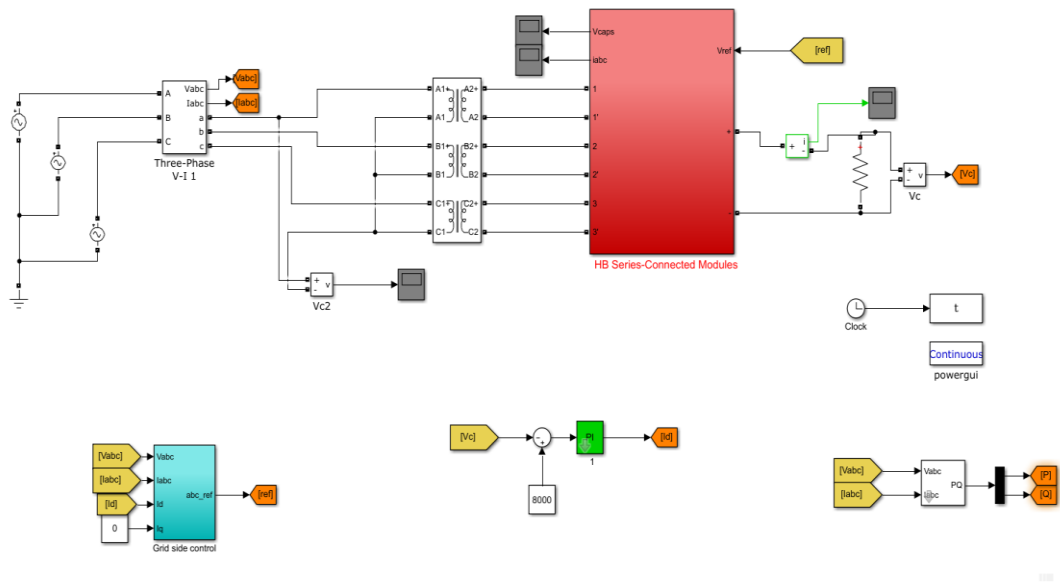 Vcaps
iabc
Vref
[ref]
A
B
C
Vabc
Iabc
a
b
c
[Vabc]
[Iabc]
Three-Phase
V-I 1
A1+
A1
B1+
B1
C1+
C1
A2+
A2
B2+
B2
C2+
C2
1
1'
2
2'
3
3'
+
-
HB Series-Connected Modules
+
i
-
+
+
-
v
Vc
[Vc]
+
-
v
Vc2
Clock
t
Continuous
powergui
[Vabc]
[Iabc]
[Id]
0
Vabc
Iabc
Id
Iq
abc_ref
[ref]
Grid side control
[Vc]
8000
PI
1
[Id]
[Vabc]
[Iabc]
Vabc
Iabc
PQ
[P]
[Q]